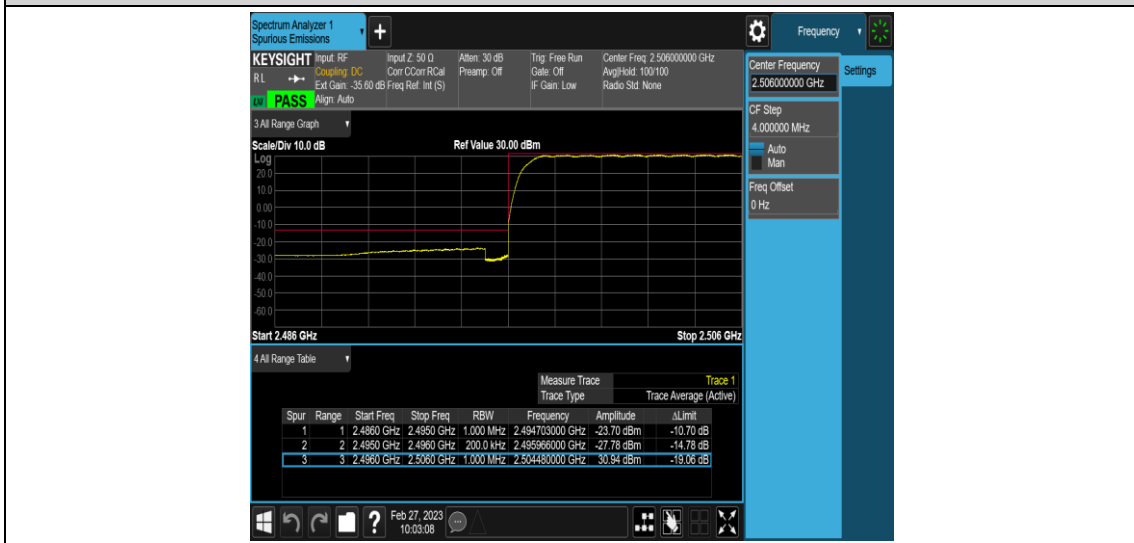 Spectrum Analyzer 1
Spurious Emissions
+
Frequency
KEYSIGHT
RL
LXI PASS
Input: RF
Coupling: DC
Ext Gain: -35.60 dB
Align: Auto
Input Z: 50 Ω
Corr CCorr RCal
Freq Ref: Int (S)
Atten: 30 dB
Preamp: Off
Trig: Free Run
Gate: Off
IF Gain: Low
Center Freq: 2.506000000 GHz
Avg|Hold: 100/100
Radio Std: None
Center Frequency
2.506000000 GHz
Settings
CF Step
4.000000 MHz
Auto
Man
Freq Offset
0 Hz
3 All Range Graph
Scale/Div 10.0 dB
Ref Value 30.00 dBm
Log
20.0
10.0
0.00
-10.0
-20.0
-30.0
-40.0
-50.0
-60.0
Start 2.486 GHz
Stop 2.506 GHz
4 All Range Table
Measure Trace Trace 1
Trace Type Trace Average (Active)
Spur Range Start Freq Stop Freq RBW Frequency Amplitude ΔLimit
1 1 2.4860 GHz 2.4950 GHz 1.000 MHz 2.494703000 GHz -23.70 dBm -10.70 dB
2 2 2.4950 GHz 2.4960 GHz 200.0 kHz 2.495966000 GHz -27.78 dBm -14.78 dB
3 3 2.4960 GHz 2.5060 GHz 1.000 MHz 2.504480000 GHz 30.94 dBm -19.06 dB
?
Feb 27, 2023
10:03:08